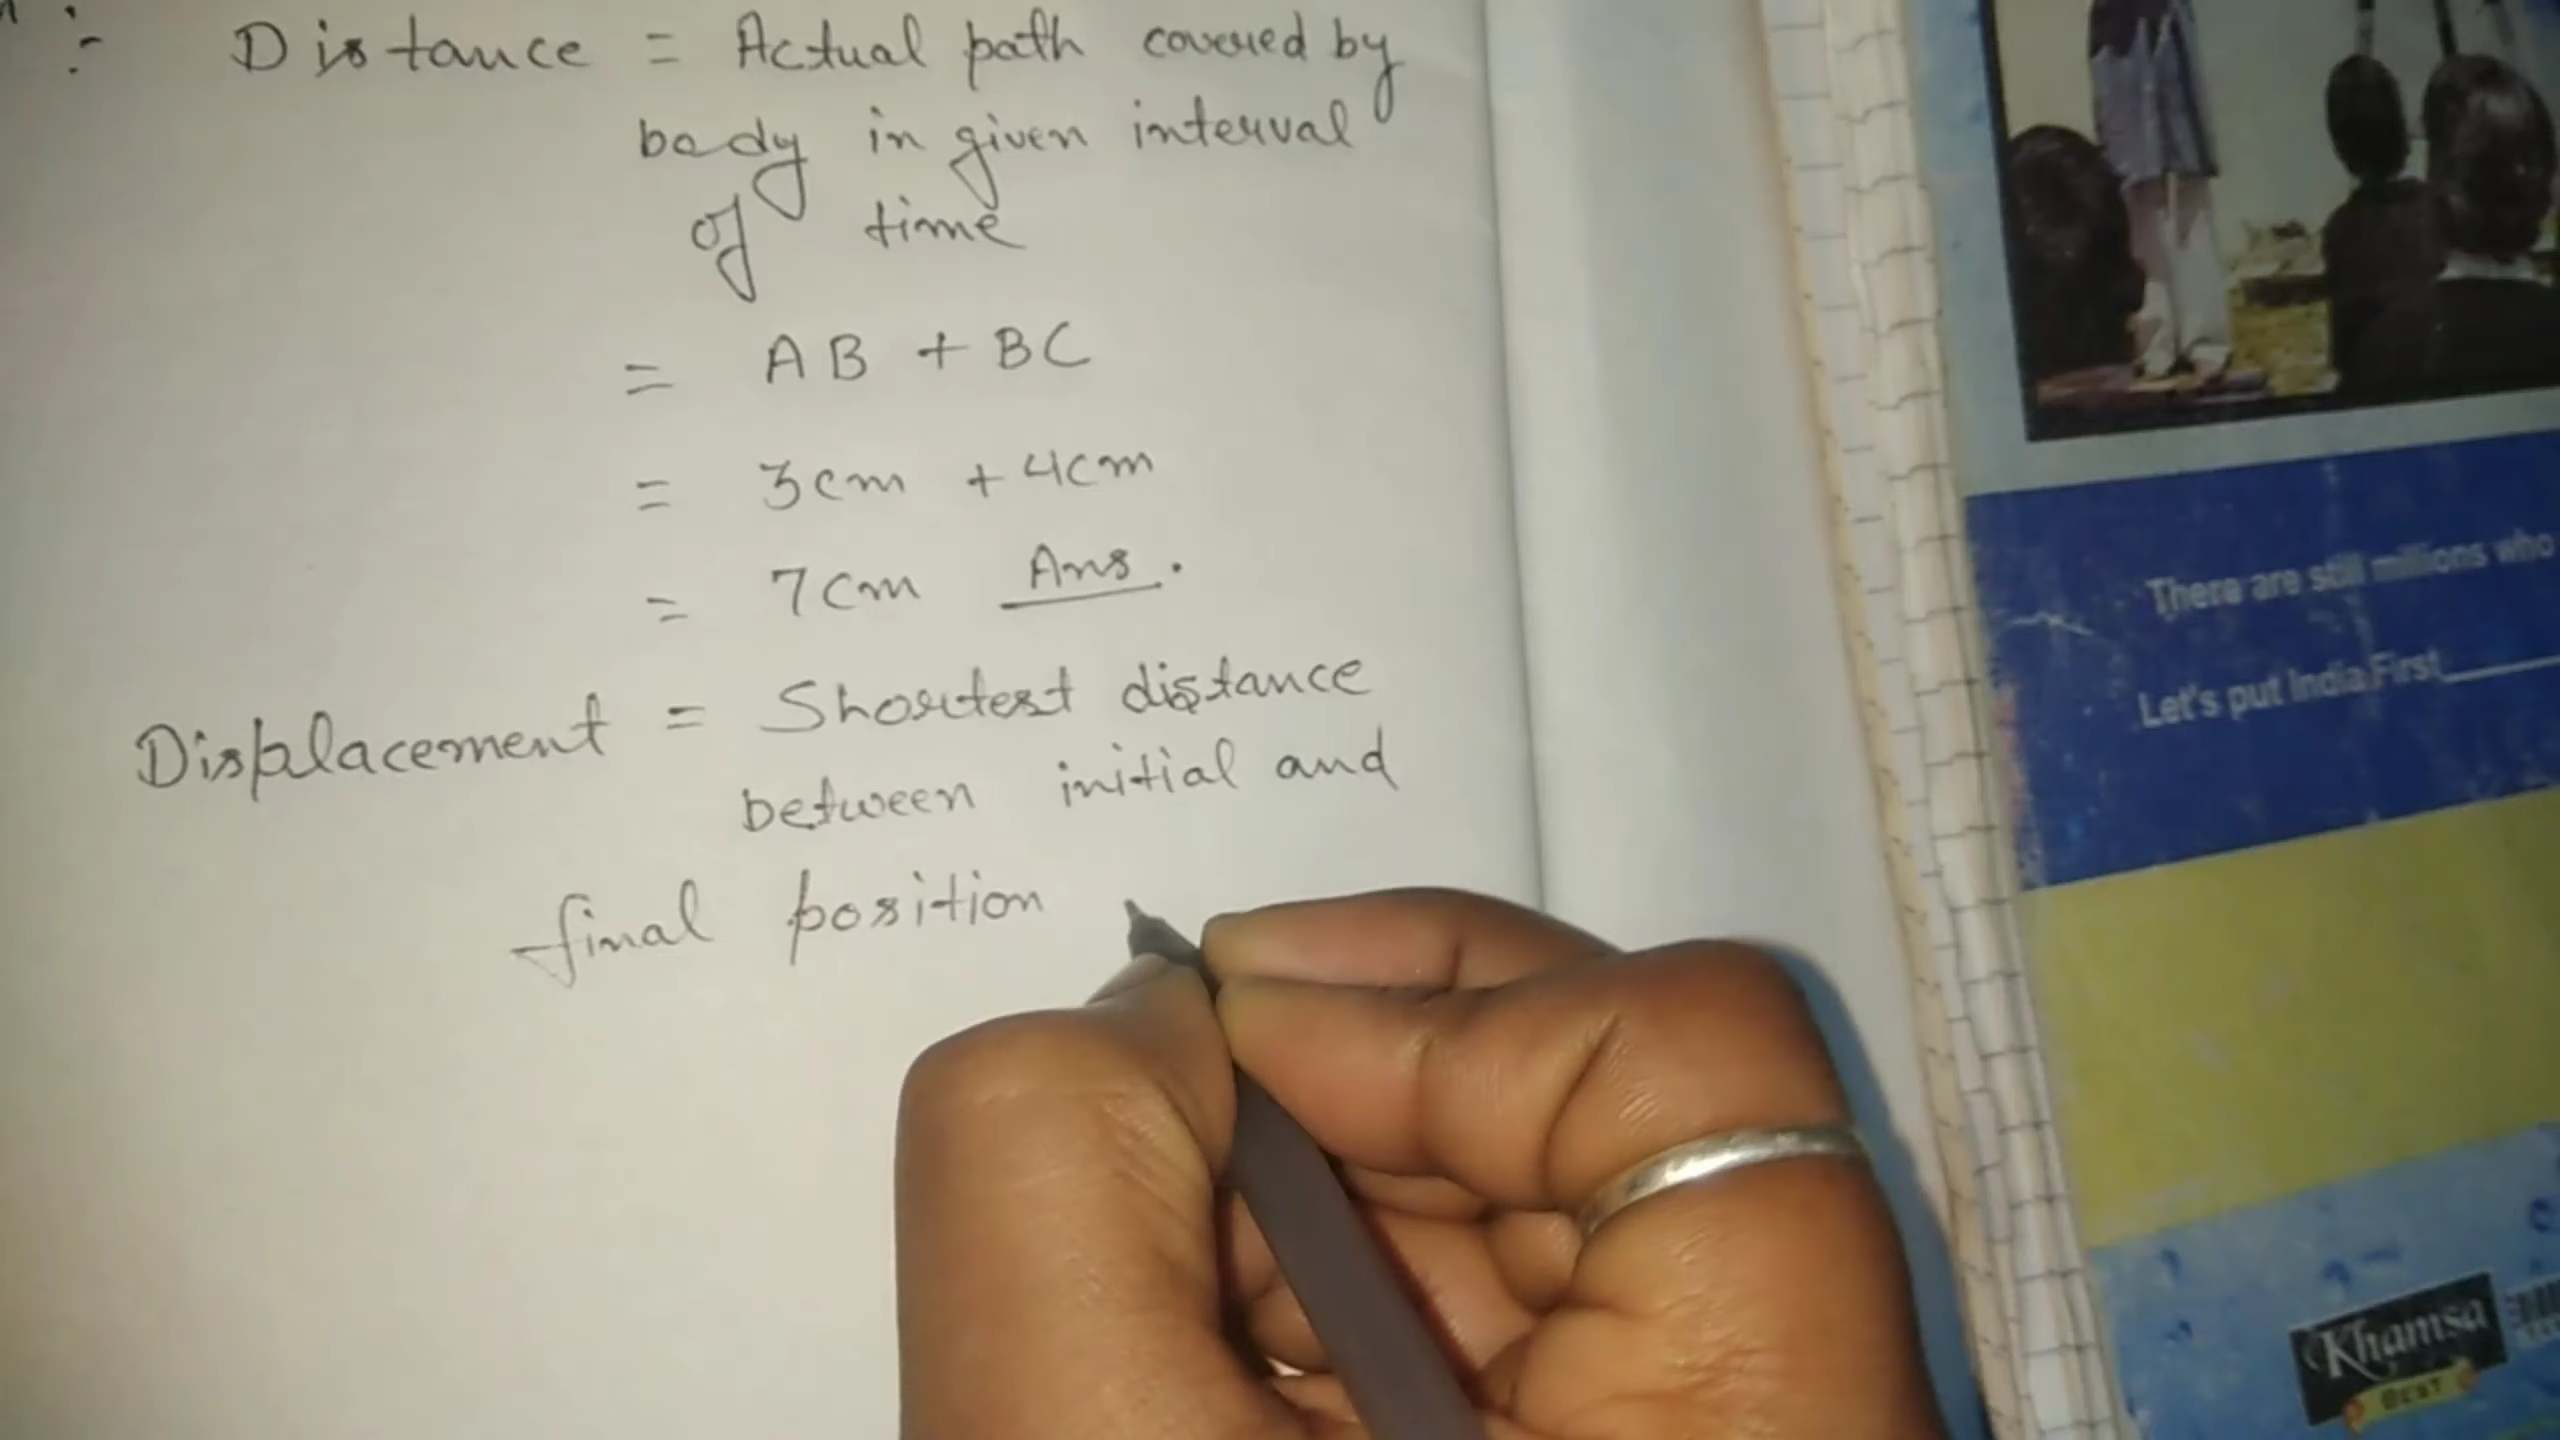 :- Distance = Actual path covered by
body in given interval
of time
= AB + BC
= 3cm + 4cm
= 7cm Ans.
Displacement = Shortest distance
between initial and
final position
There are still millions who
Let's put India First
Khamsa
BEST